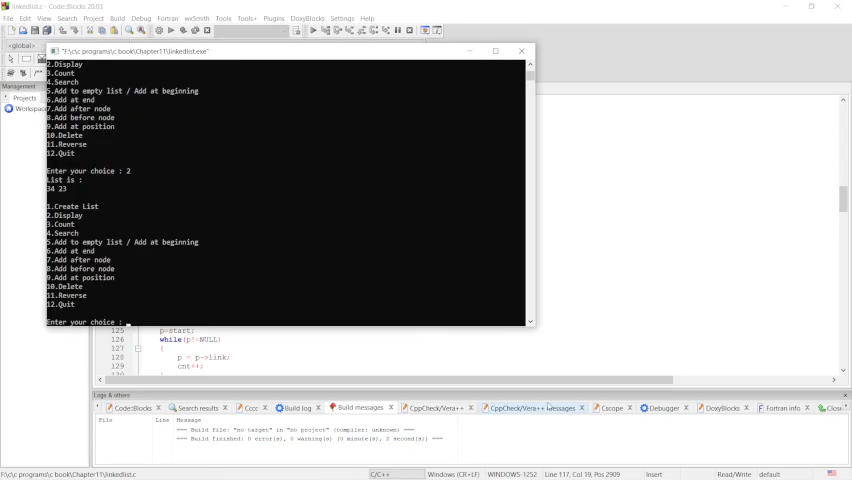 linkedlist.c - Code::Blocks 20.03
File Edit View Search Project Build Debug Fortran wxSmith Tools Tools+ Plugins DoxyBlocks Settings Help
<global>
Management
Projects
Workspace
"F:\c\c programs\c book\Chapter11\linkedlist.exe"
2.Display
3.Count
4.Search
5.Add to empty list / Add at beginning
6.Add at end
7.Add after node
8.Add before node
9.Add at position
10.Delete
11.Reverse
12.Quit
Enter your choice : 2
List is :
34 23
1.Create List
2.Display
3.Count
4.Search
5.Add to empty list / Add at beginning
6.Add at end
7.Add after node
8.Add before node
9.Add at position
10.Delete
11.Reverse
12.Quit
Enter your choice :
125 p=start;
126 while(p!=NULL)
127 {
128 p = p->link;
129 cnt++;
130 }
Logs & others
Code::Blocks Search results Cccc Build log Build messages CppCheck/Vera++ CppCheck/Vera++ messages Cscope Debugger DoxyBlocks Fortran info Clos
File Line Message
=== Build file: "no target" in "no project" (compiler: unknown) ===
=== Build finished: 0 error(s), 0 warning(s) (0 minute(s), 2 second(s)) ===
F:\c\c programs\c book\Chapter11\linkedlist.c C/C++ Windows (CR+LF) WINDOWS-1252 Line 117, Col 19, Pos 2909 Insert Read/Write default